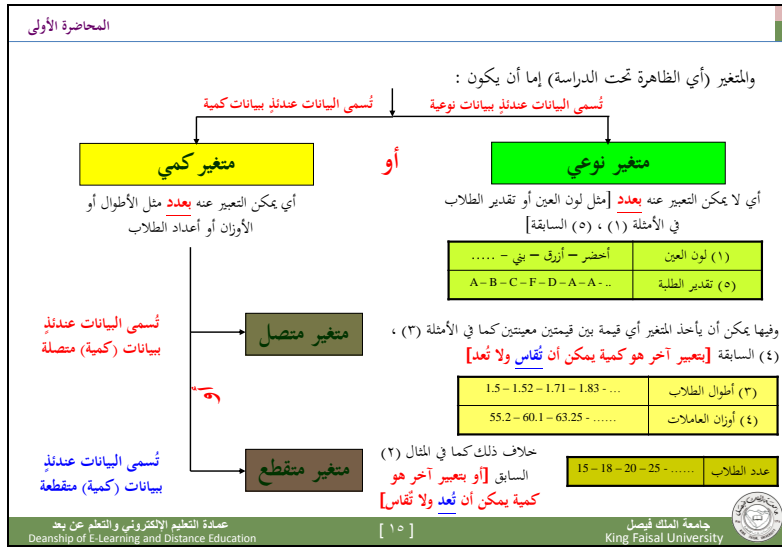 المحاضرة الأولى
والمتغير (أي الظاهرة تحت الدراسة) إما أن يكون :
تُسمى البيانات عندئذٍ ببيانات نوعية
تُسمى البيانات عندئذٍ ببيانات كمية
متغير نوعي
أو
متغير كمي
أي لا يمكن التعبير عنه بعدد [مثل لون العين أو تقدير الطلاب
في الأمثلة (١) ، (٥) السابقة]
أي يمكن التعبير عنه بعدد مثل الأطوال أو
الأوزان أو أعداد الطلاب
(١) لون العين أخضر – أزرق – بني – .....
(٥) تقدير الطلبة A – B – C – F – D – A – A - ..
متغير متصل
تُسمى البيانات عندئذٍ
ببيانات (كمية) متصلة
وفيها يمكن أن يأخذ المتغير أي قيمة بين قيمتين معينتين كما في الأمثلة (٣) ،
(٤) السابقة [بتعبير آخر هو كمية يمكن أن تُقاس ولا تُعد]
أو
(٣) أطوال الطلاب 1.5 – 1.52 – 1.71 – 1.83 - ...
(٤) أوزان العاملات 55.2 – 60.1 – 63.25 - ......
متغير متقطع
تُسمى البيانات عندئذٍ
ببيانات (كمية) متقطعة
خلاف ذلك كما في المثال (٢)
السابق [أو بتعبير آخر هو
كمية يمكن أن تُعد ولا تُقاس]
عدد الطلاب 15 – 18 – 20 – 25 - ......
جامعة الملك فيصل
King Faisal University
[ ١٥ ]
عمادة التعليم الإلكتروني والتعلم عن بعد
Deanship of E-Learning and Distance Education